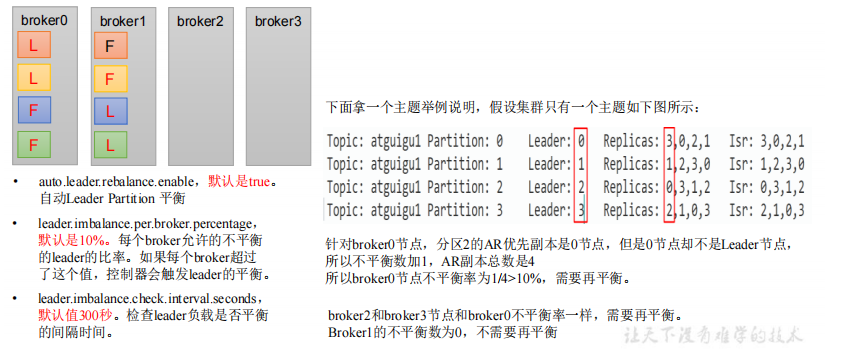 broker0 broker1 broker2 broker3
L F
L F
F L
F L
• auto.leader.rebalance.enable，默认是true。
自动Leader Partition 平衡
• leader.imbalance.per.broker.percentage，
默认是10%。每个broker允许的不平衡
的leader的比率。如果每个broker超过
了这个值，控制器会触发leader的平衡。
• leader.imbalance.check.interval.seconds，
默认值300秒。检查leader负载是否平衡
的间隔时间。
下面拿一个主题举例说明，假设集群只有一个主题如下图所示：
Topic: atguigu1 Partition: 0 Leader: 0 Replicas: 3,0,2,1 Isr: 3,0,2,1
Topic: atguigu1 Partition: 1 Leader: 1 Replicas: 1,2,3,0 Isr: 1,2,3,0
Topic: atguigu1 Partition: 2 Leader: 2 Replicas: 0,3,1,2 Isr: 0,3,1,2
Topic: atguigu1 Partition: 3 Leader: 3 Replicas: 2,1,0,3 Isr: 2,1,0,3
针对broker0节点，分区2的AR优先副本是0节点，但是0节点却不是Leader节点，
所以不平衡数加1，AR副本总数是4
所以broker0节点不平衡率为1/4>10%，需要再平衡。
broker2和broker3节点和broker0不平衡率一样，需要再平衡。
Broker1的不平衡数为0，不需要再平衡
让天下没有难学的技术